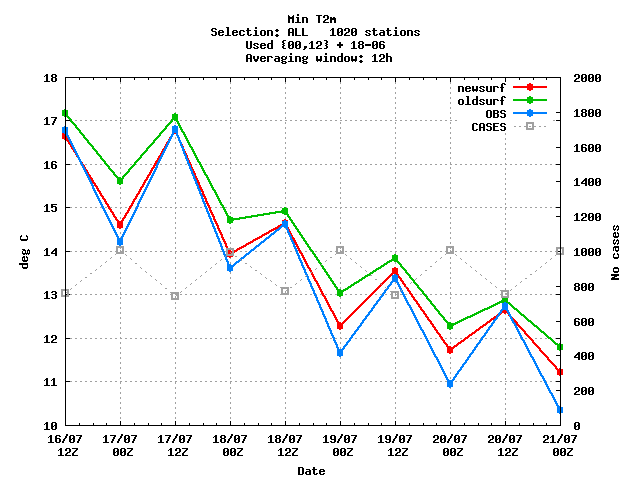 Min T2m
Selection: ALL   1020 stations
Used {00,12} + 18-06
Averaging window: 12h
newsurf
oldsurf
OBS
CASES
deg C
18
17
16
15
14
13
12
11
10
2000
1800
1600
1400
1200
1000
800
600
400
200
0
No cases
16/07 17/07 17/07 18/07 18/07 19/07 19/07 20/07 20/07 21/07
12Z 00Z 12Z 00Z 12Z 00Z 12Z 00Z 12Z 00Z
Date